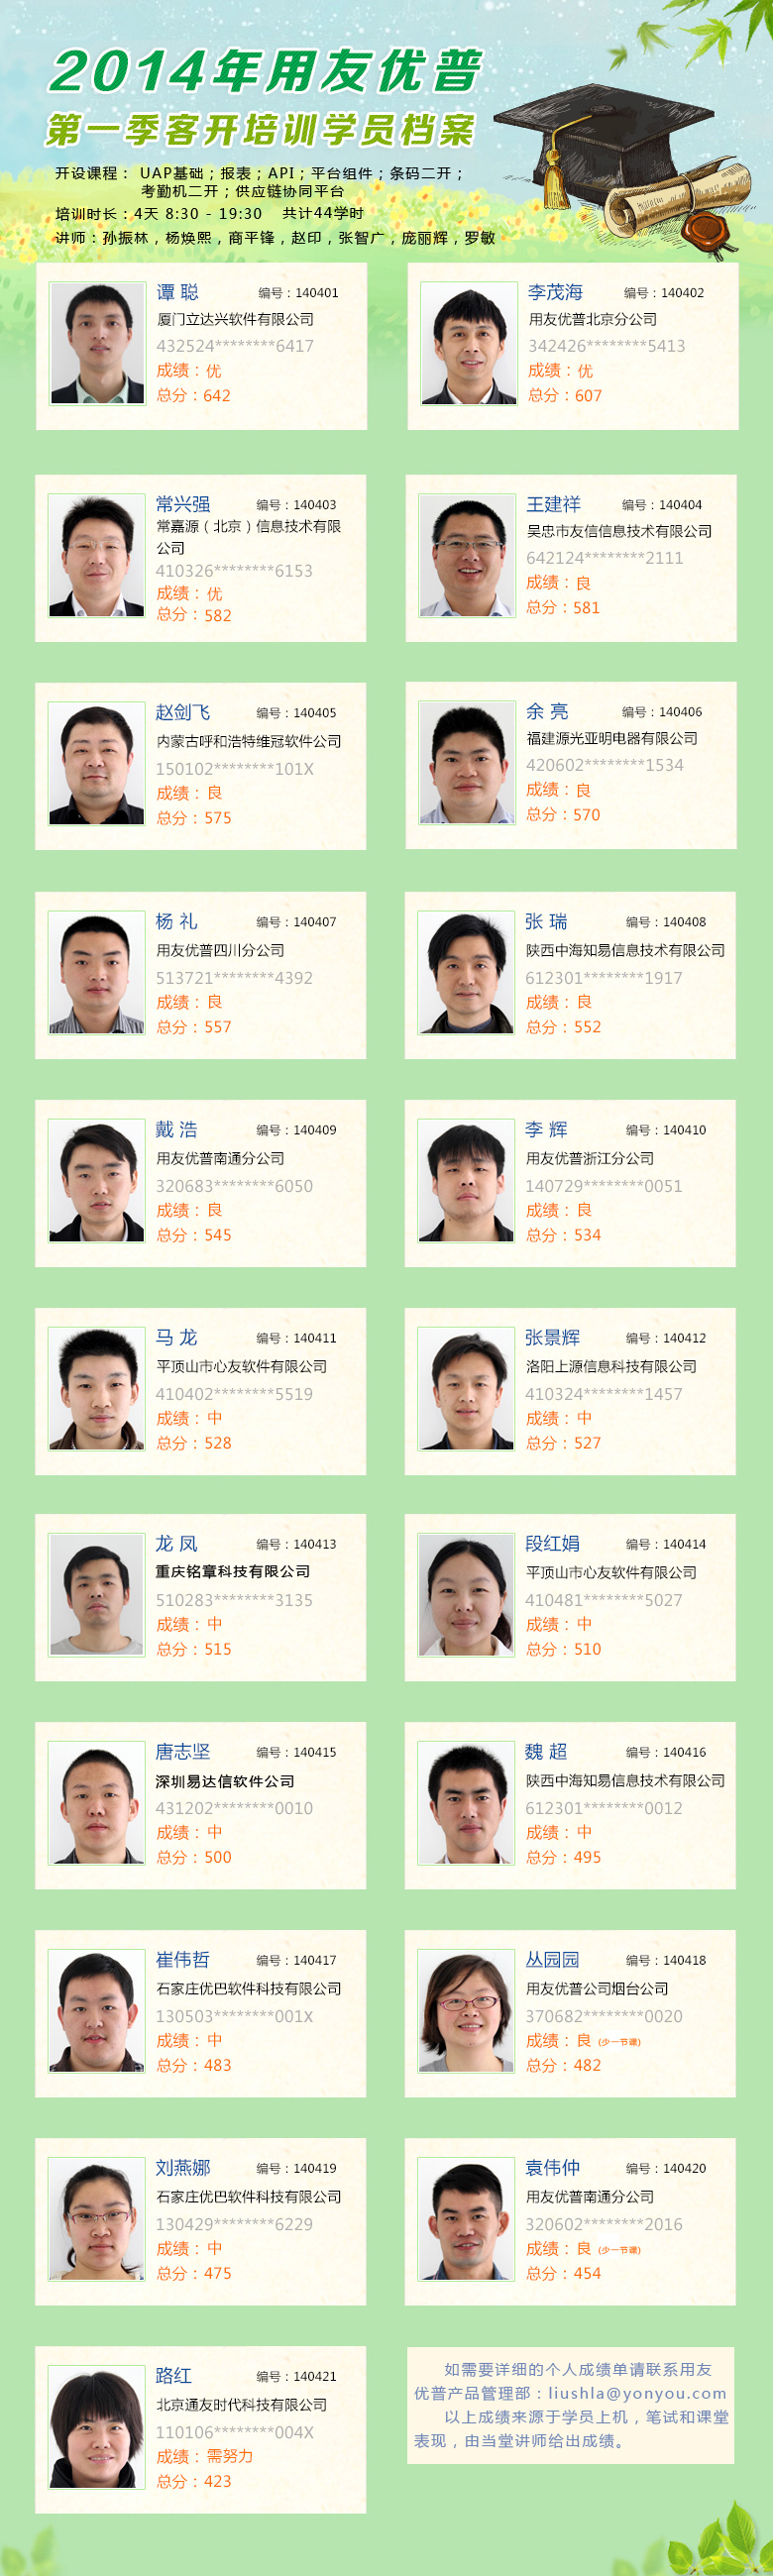 2014年用友优普
第一季客开培训学员档案
开设课程： UAP基础；报表；API；平台组件；条码二开；
考勤机二开；供应链协同平台
培训时长：4天 8:30 - 19:30 共计44学时
讲师：孙振林，杨焕熙，商平锋，赵印，张智广，庞丽辉，罗敏
谭 聪 编号：140401
厦门立达兴软件有限公司
432524********6417
成绩：优
总分：642
李茂海 编号：140402
用友优普北京分公司
342426********5413
成绩：优
总分：607
常兴强 编号：140403
常嘉源（北京）信息技术有限
公司
410326********6153
成绩：优
总分：582
王建祥 编号：140404
吴忠市友信信息技术有限公司
642124********2111
成绩：良
总分：581
赵剑飞 编号：140405
内蒙古呼和浩特维冠软件公司
150102********101X
成绩：良
总分：575
余 亮 编号：140406
福建源光亚明电器有限公司
420602********1534
成绩：良
总分：570
杨 礼 编号：140407
用友优普四川分公司
513721********4392
成绩：良
总分：557
张 瑞 编号：140408
陕西中海知易信息技术有限公司
612301********1917
成绩：良
总分：552
戴 浩 编号：140409
用友优普南通分公司
320683********6050
成绩：良
总分：545
李 辉 编号：140410
用友优普浙江分公司
140729********0051
成绩：良
总分：534
马 龙 编号：140411
平顶山市心友软件有限公司
410402********5519
成绩：中
总分：528
张景辉 编号：140412
洛阳上源信息科技有限公司
410324********1457
成绩：中
总分：527
龙 凤 编号：140413
重庆铭章科技有限公司
510283********3135
成绩：中
总分：515
段红娟 编号：140414
平顶山市心友软件有限公司
410481********5027
成绩：中
总分：510
唐志坚 编号：140415
深圳易达信软件公司
431202********0010
成绩：中
总分：500
魏 超 编号：140416
陕西中海知易信息技术有限公司
612301********0012
成绩：中
总分：495
崔伟哲 编号：140417
石家庄优巴软件科技有限公司
130503********001x
成绩：中
总分：483
丛园园 编号：140418
用友优普公司烟台公司
370682********0020
成绩：良 (少一节课)
总分：482
刘燕娜 编号：140419
石家庄优巴软件科技有限公司
130429********6229
成绩：中
总分：475
袁伟仲 编号：140420
用友优普南通分公司
320602********2016
成绩：良 (少一节课)
总分：454
路红 编号：140421
北京通友时代科技有限公司
110106********004X
成绩：需努力
总分：423
如需要详细的个人成绩单请联系用友
优普产品管理部：liushla@yonyou.com
以上成绩来源于学员上机，笔试和课堂
表现，由当堂讲师给出成绩。